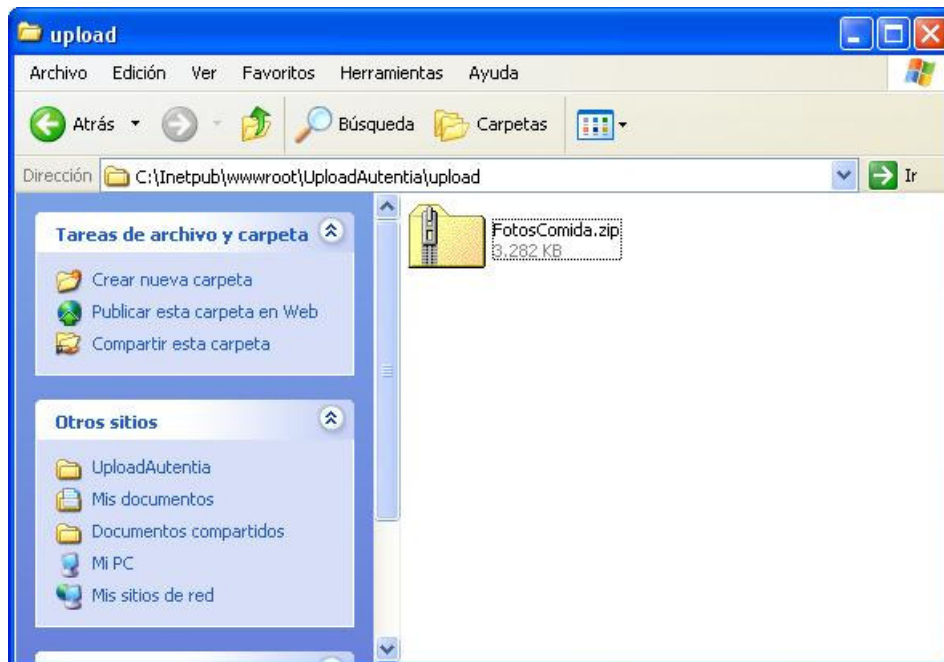 upload
Archivo Edición Ver Favoritos Herramientas Ayuda
Atrás Búsqueda Carpetas
Dirección C:\Inetpub\wwwroot\UploadAutentia\upload Ir
Tareas de archivo y carpeta
Crear nueva carpeta
Publicar esta carpeta en Web
Compartir esta carpeta
Otros sitios
UploadAutentia
Mis documentos
Documentos compartidos
Mi PC
Mis sitios de red
FotosComida.zip
3.282 KB